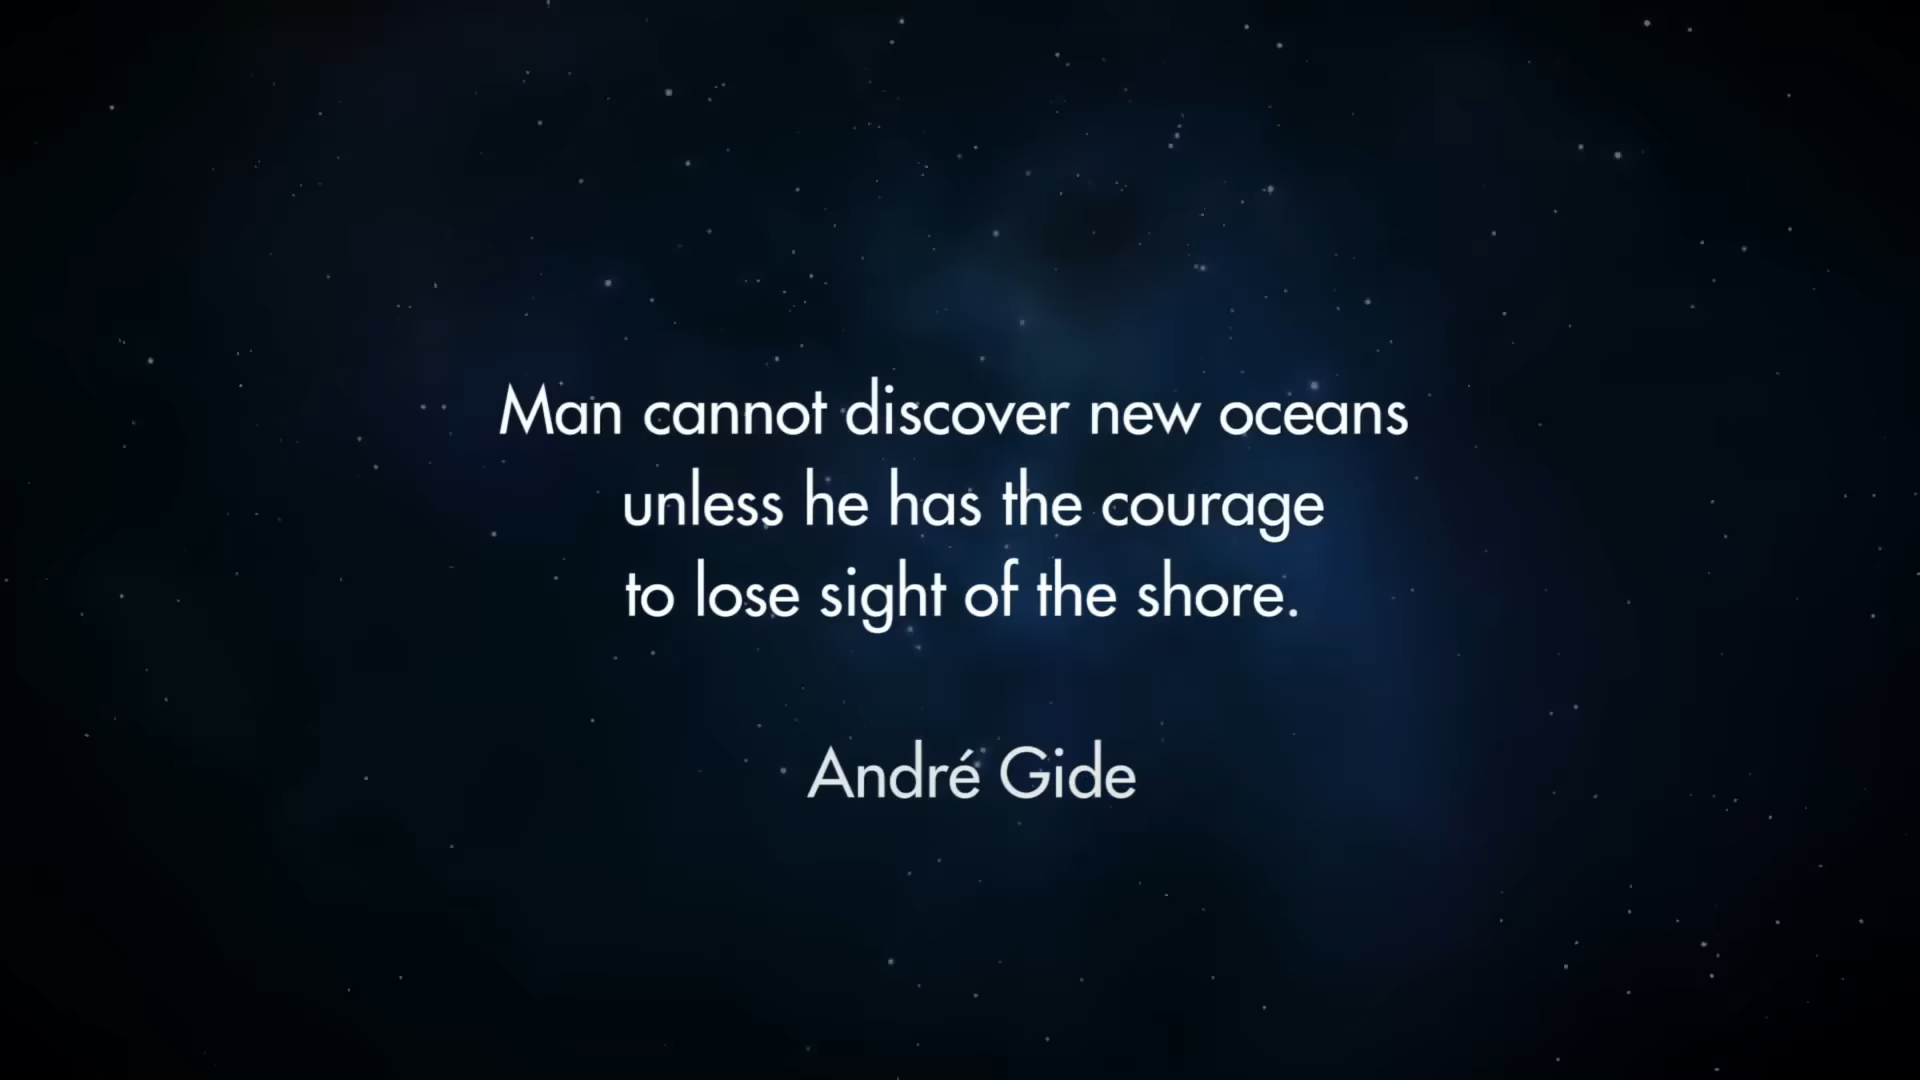 Man cannot discover new oceans
unless he has the courage
to lose sight of the shore.
André Gide